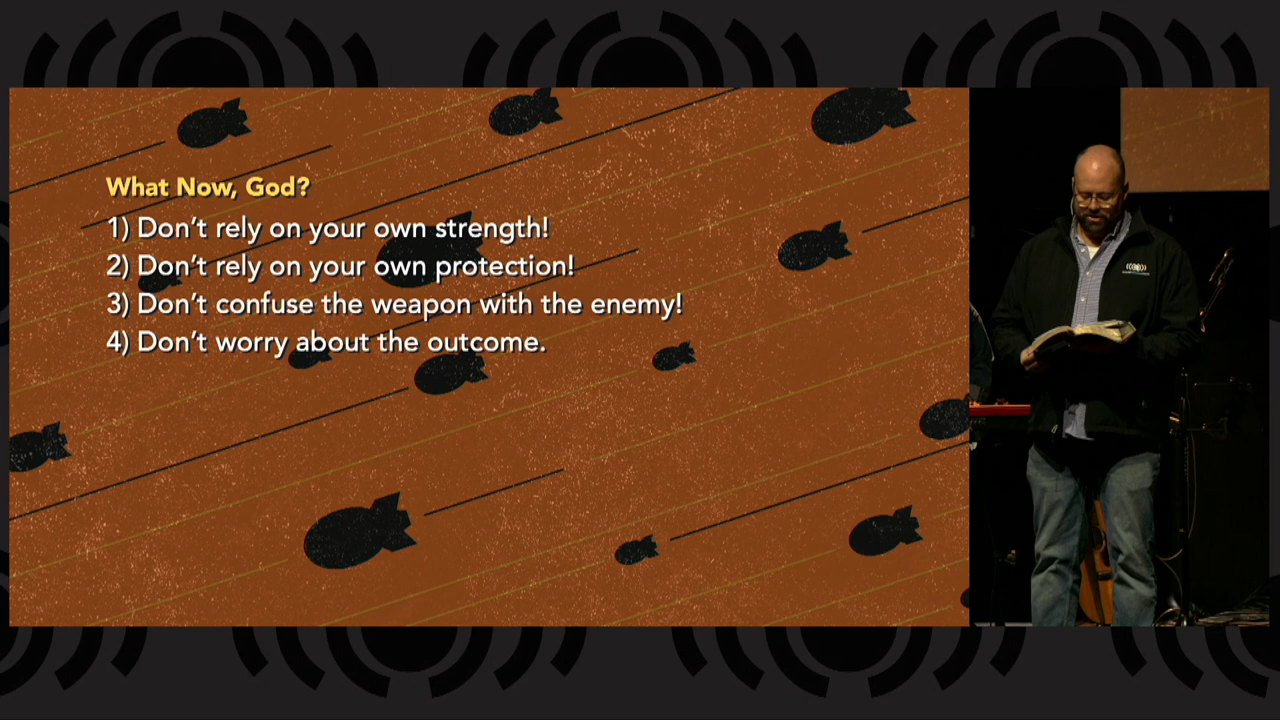 What Now, God?
1) Don't rely on your own strength!
2) Don't rely on your own protection!
3) Don't confuse the weapon with the enemy!
4) Don't worry about the outcome.